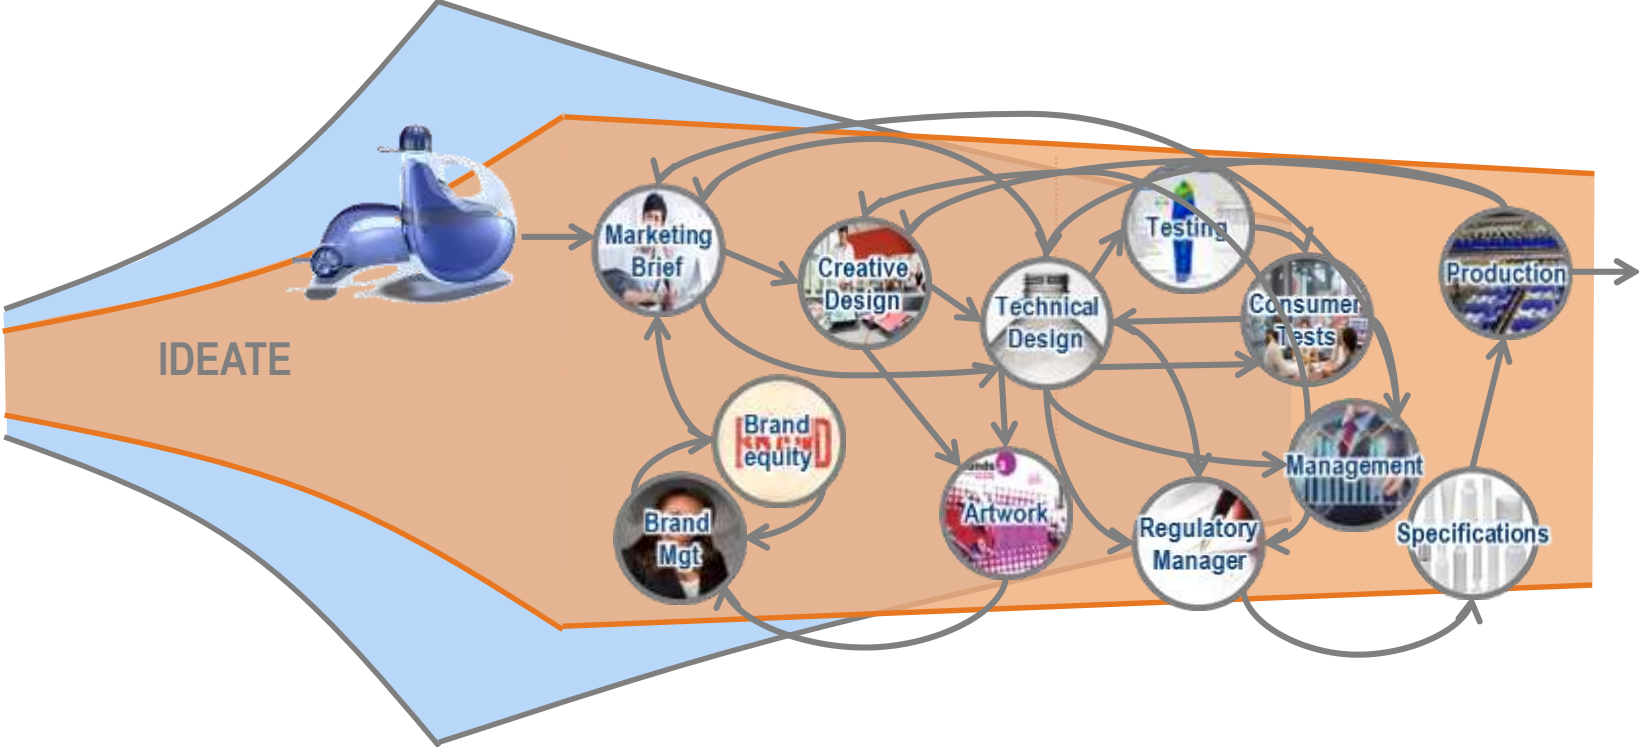 IDEATE
Marketing
Brief
Creative
Design
Technical
Design
Testing
Consumer
Tests
Production
Brand
equity
Brand
Mgt
Artwork
Regulatory
Manager
Management
Specifications